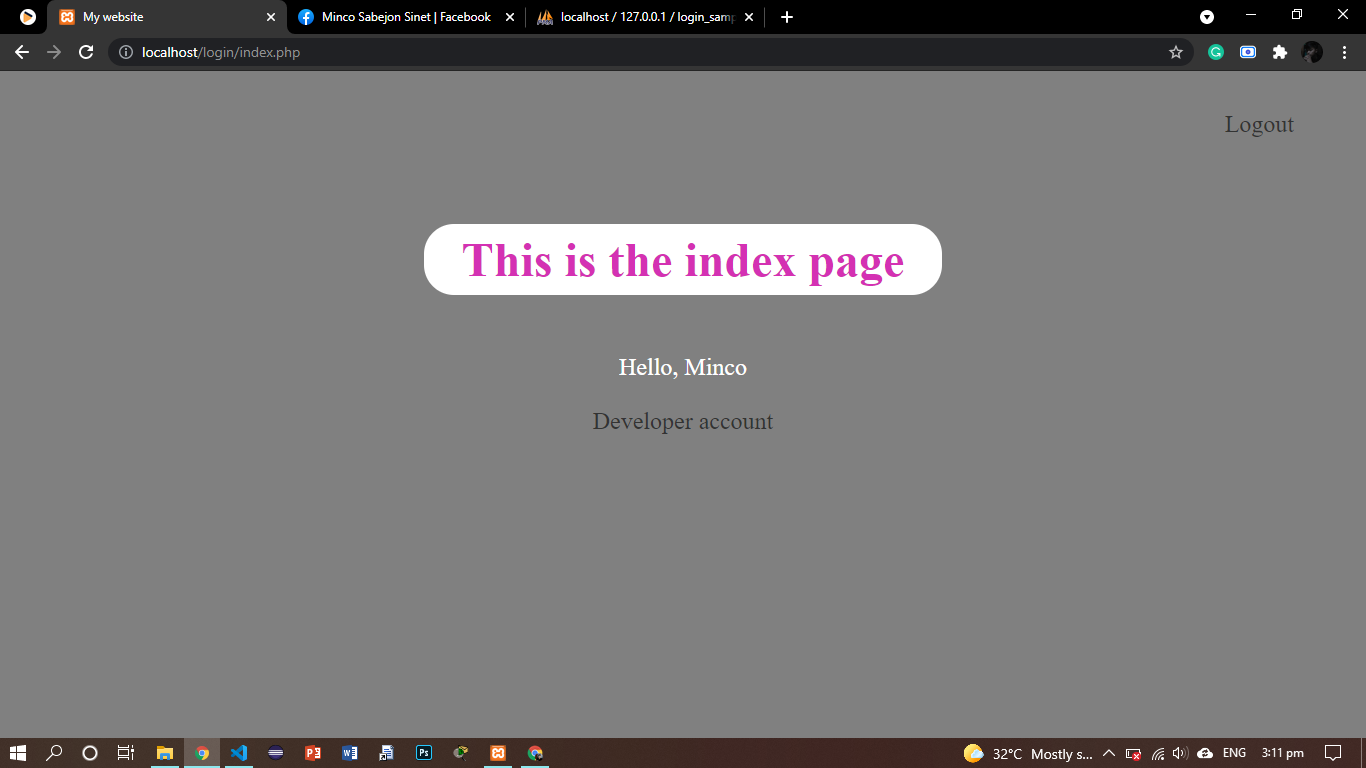 My website
Minco Sabejon Sinet | Facebook
localhost / 127.0.0.1 / login_samp
localhost/login/index.php
Logout
This is the index page
Hello, Minco
Developer account
32°C Mostly s... ENG 3:11 pm